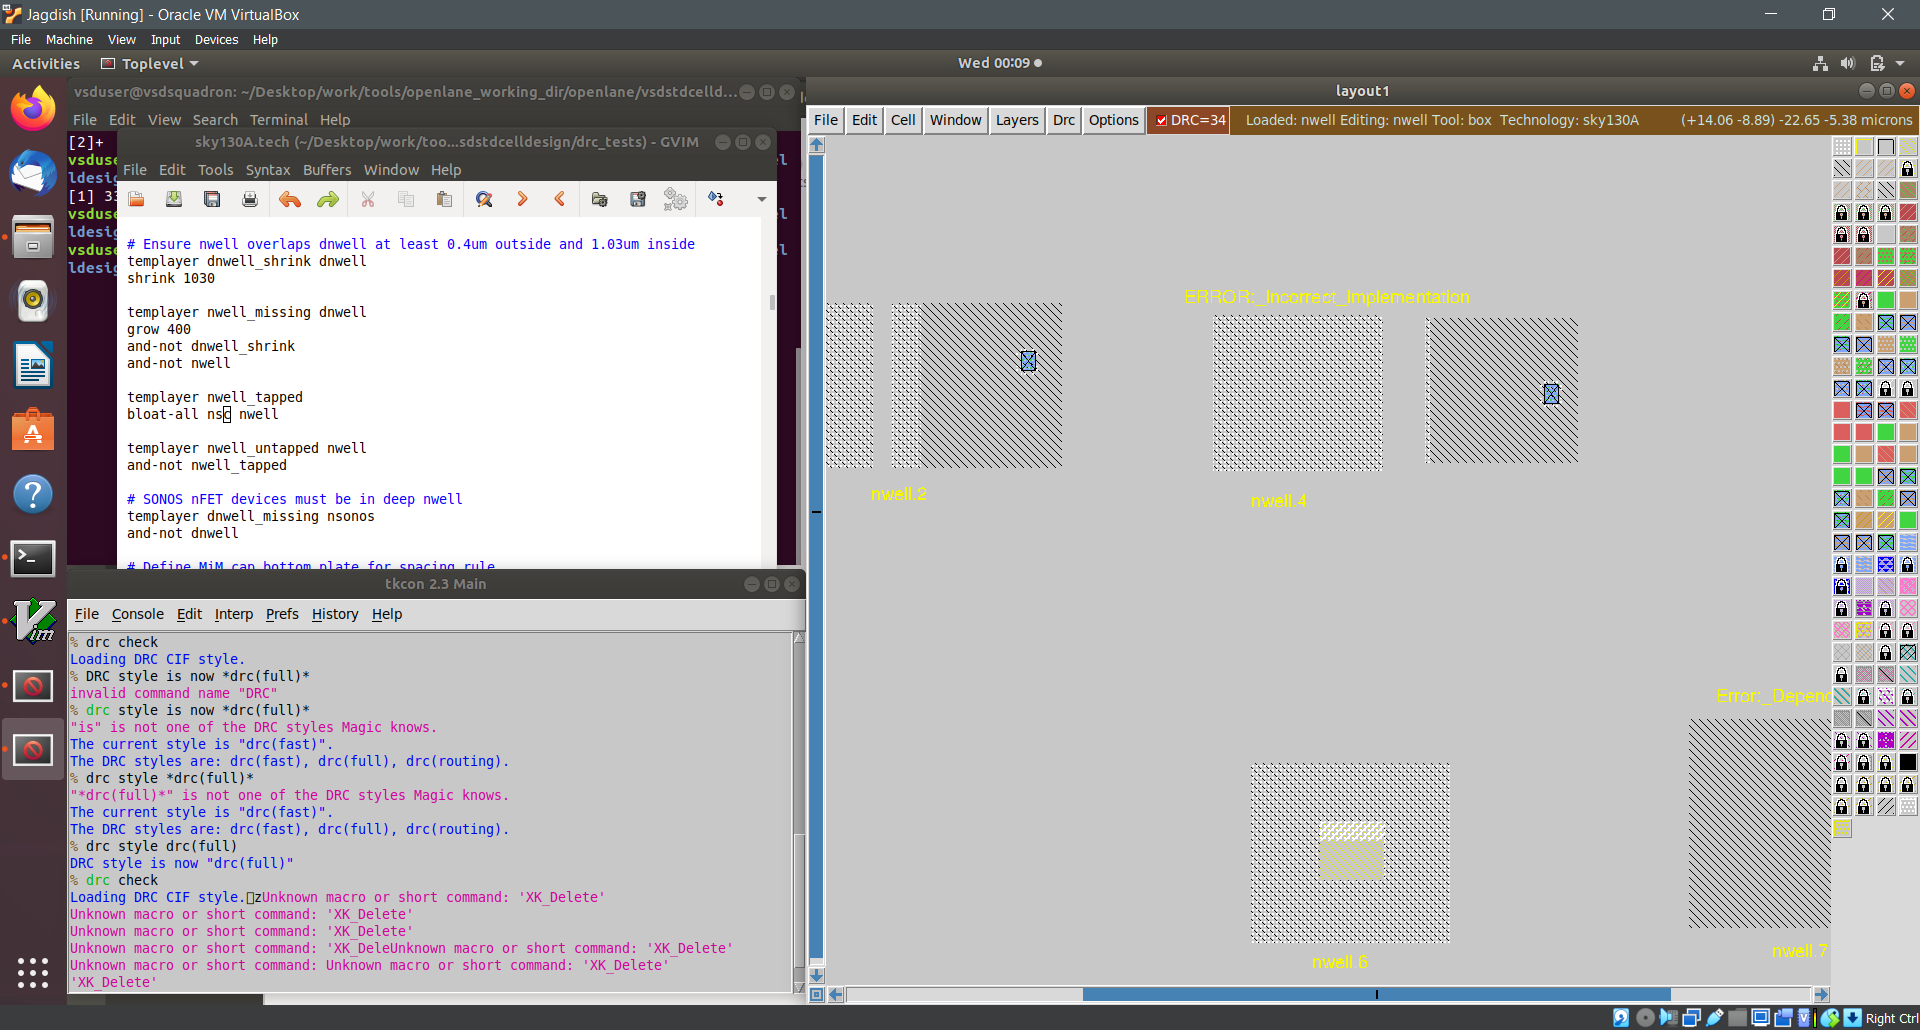 Jagdish [Running] - Oracle VM VirtualBox
File Machine View Input Devices Help
Activities Toplevel Wed 00:09
vsduser@vsdsquadron: ~/Desktop/work/tools/openlane_working_dir/openlane/vsdstdcelld...
File Edit View Search Terminal Help
[2]+
vsdus
ldesig
[1] 33
vsduse
ldesig
vsduse
ldesig
sky130A.tech (~/Desktop/work/too...sdstdcelldesign/drc_tests) - GVIM
File Edit Tools Syntax Buffers Window Help
# Ensure nwell overlaps dnwell at least 0.4um outside and 1.03um inside
templayer dnwell_shrink dnwell
shrink 1030
templayer nwell_missing dnwell
grow 400
and-not dnwell_shrink
and-not nwell
templayer nwell_tapped
bloat-all nsc nwell
templayer nwell_untapped nwell
and-not nwell_tapped
# SONOS nFET devices must be in deep nwell
templayer dnwell_missing nsonos
and-not dnwell
# Define MiM cap bottom plate for spacing rule
tkcon 2.3 Main
File Console Edit Interp Prefs History Help
% drc check
Loading DRC CIF style.
% DRC style is now *drc(full)*
invalid command name "DRC"
% drc style is now *drc(full)*
"is" is not one of the DRC styles Magic knows.
The current style is "drc(fast)".
The DRC styles are: drc(fast), drc(full), drc(routing).
% drc style *drc(full)*
"*drc(full)*" is not one of the DRC styles Magic knows.
The current style is "drc(fast)".
The DRC styles are: drc(fast), drc(full), drc(routing).
% drc style drc(full)
DRC style is now "drc(full)"
% drc check
Loading DRC CIF style.▯zUnknown macro or short command: 'XK_Delete'
Unknown macro or short command: 'XK_Delete'
Unknown macro or short command: 'XK_Delete'
Unknown macro or short command: 'XK_DeleUnknown macro or short command: 'XK_Delete'
Unknown macro or short command: Unknown macro or short command: 'XK_Delete'
'XK_Delete'
layout1
File Edit Cell Window Layers Drc Options DRC=34 Loaded: nwell Editing: nwell Tool: box Technology: sky130A (+14.06 -8.89) -22.65 -5.38 microns
ERROR:_Incorrect_Implementation
nwell.2
nwell.4
Error:_Depend
nwell.6
nwell.7
Right Ctrl